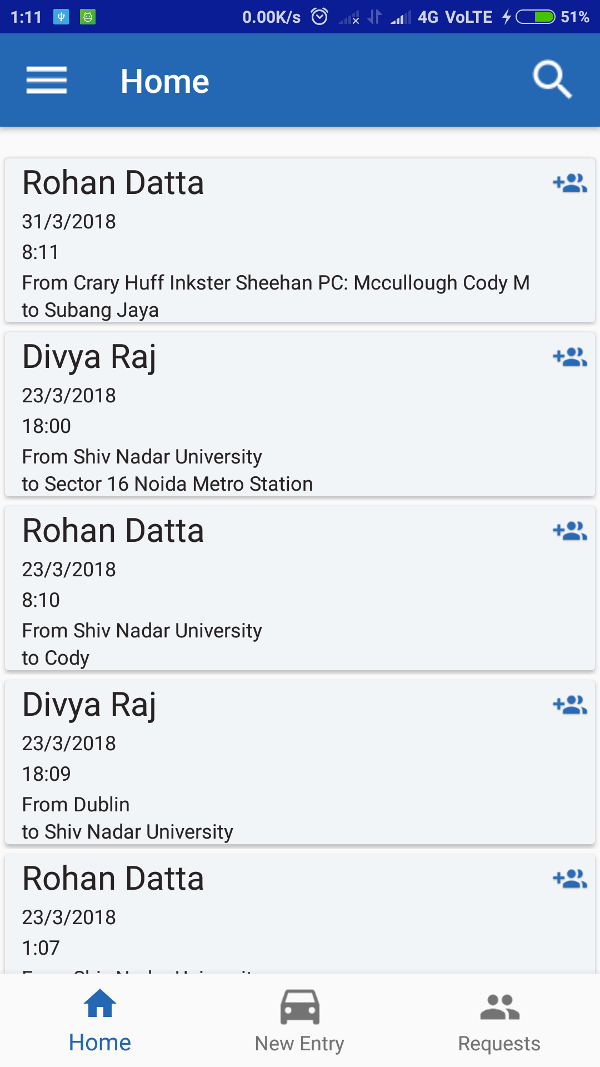 1:11 0.00K/s 4G VoLTE 51%
Home
Rohan Datta
31/3/2018
8:11
From Crary Huff Inkster Sheehan PC: Mccullough Cody M
to Subang Jaya
Divya Raj
23/3/2018
18:00
From Shiv Nadar University
to Sector 16 Noida Metro Station
Rohan Datta
23/3/2018
8:10
From Shiv Nadar University
to Cody
Divya Raj
23/3/2018
18:09
From Dublin
to Shiv Nadar University
Rohan Datta
23/3/2018
1:07
Home New Entry Requests